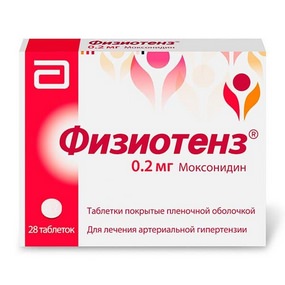 Физиотенз®
0.2 мг Моксонидин
Таблетки покрытые пленочной оболочкой
28 таблеток
Для лечения артериальной гипертензии